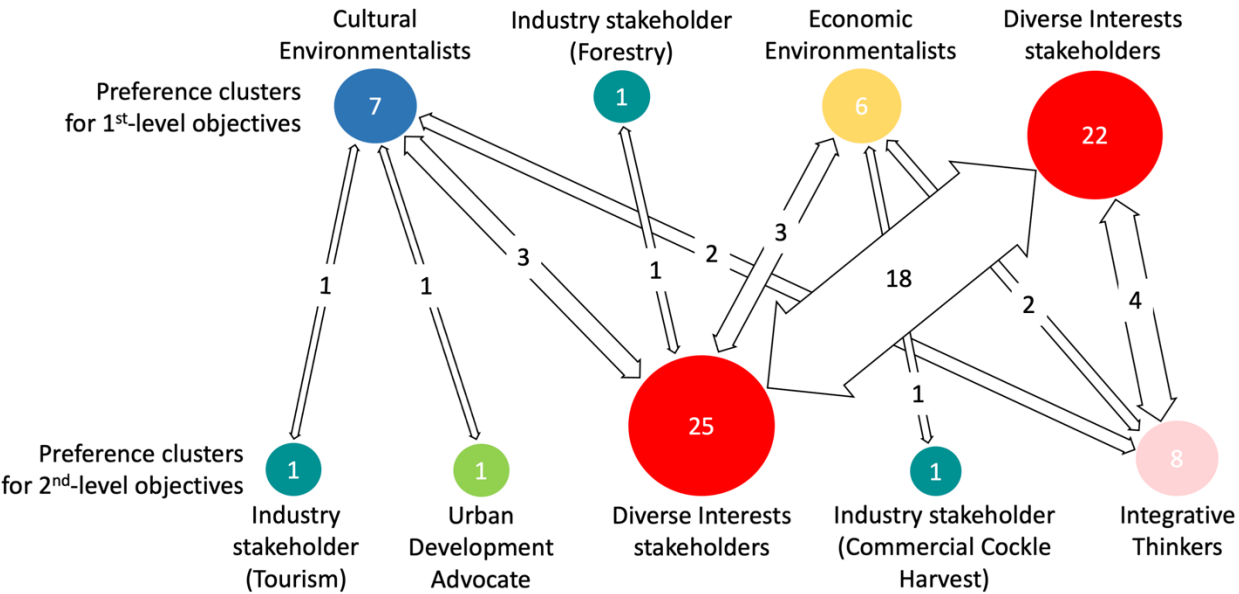 Cultural
Environmentalists
Industry stakeholder
(Forestry)
Economic
Environmentalists
Diverse Interests
stakeholders
Preference clusters
for 1st-level objectives
7
1
6
22
1
1
3
1
2
3
18
1
2
4
Preference clusters
for 2nd-level objectives
1
1
25
1
8
Industry
stakeholder
(Tourism)
Urban
Development
Advocate
Diverse Interests
stakeholders
Industry stakeholder
(Commercial Cockle
Harvest)
Integrative
Thinkers